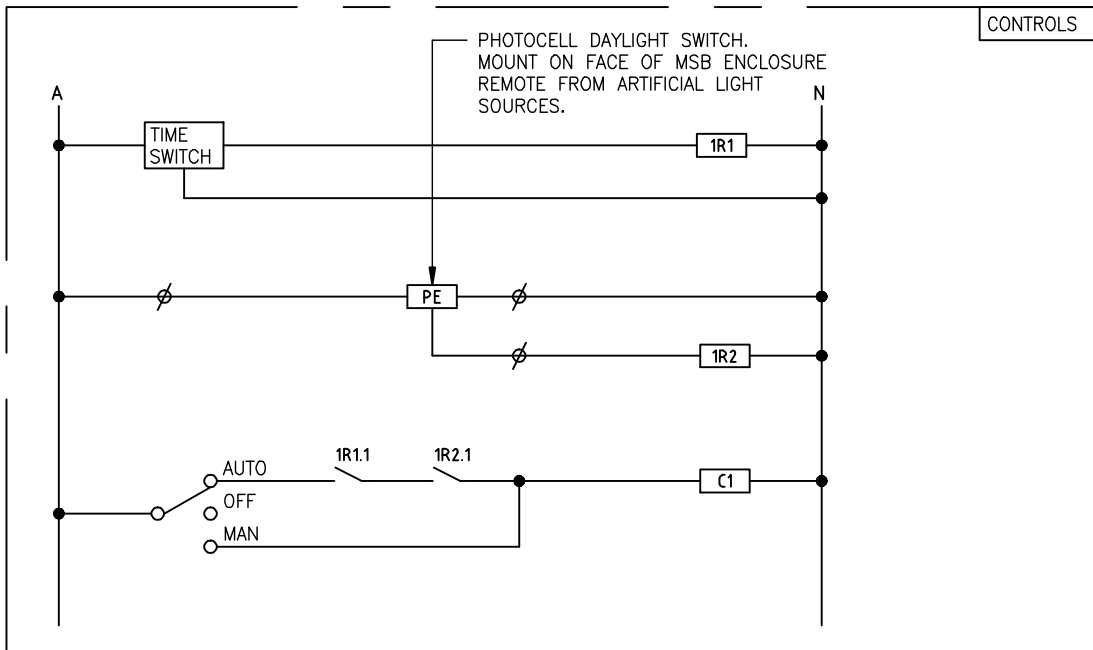 CONTROLS
PHOTOCELL DAYLIGHT SWITCH.
MOUNT ON FACE OF MSB ENCLOSURE
REMOTE FROM ARTIFICIAL LIGHT
SOURCES.
A
N
TIME
SWITCH
1R1
PE
1R2
AUTO
1R1.1
1R2.1
C1
OFF
MAN